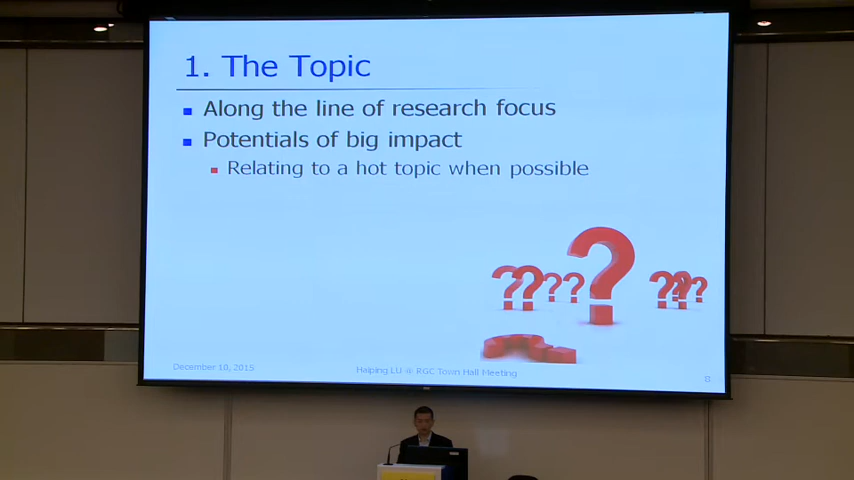 1. The Topic
Along the line of research focus
Potentials of big impact
Relating to a hot topic when possible
December 10, 2015
Haiping LU @ RGC Town Hall Meeting
8